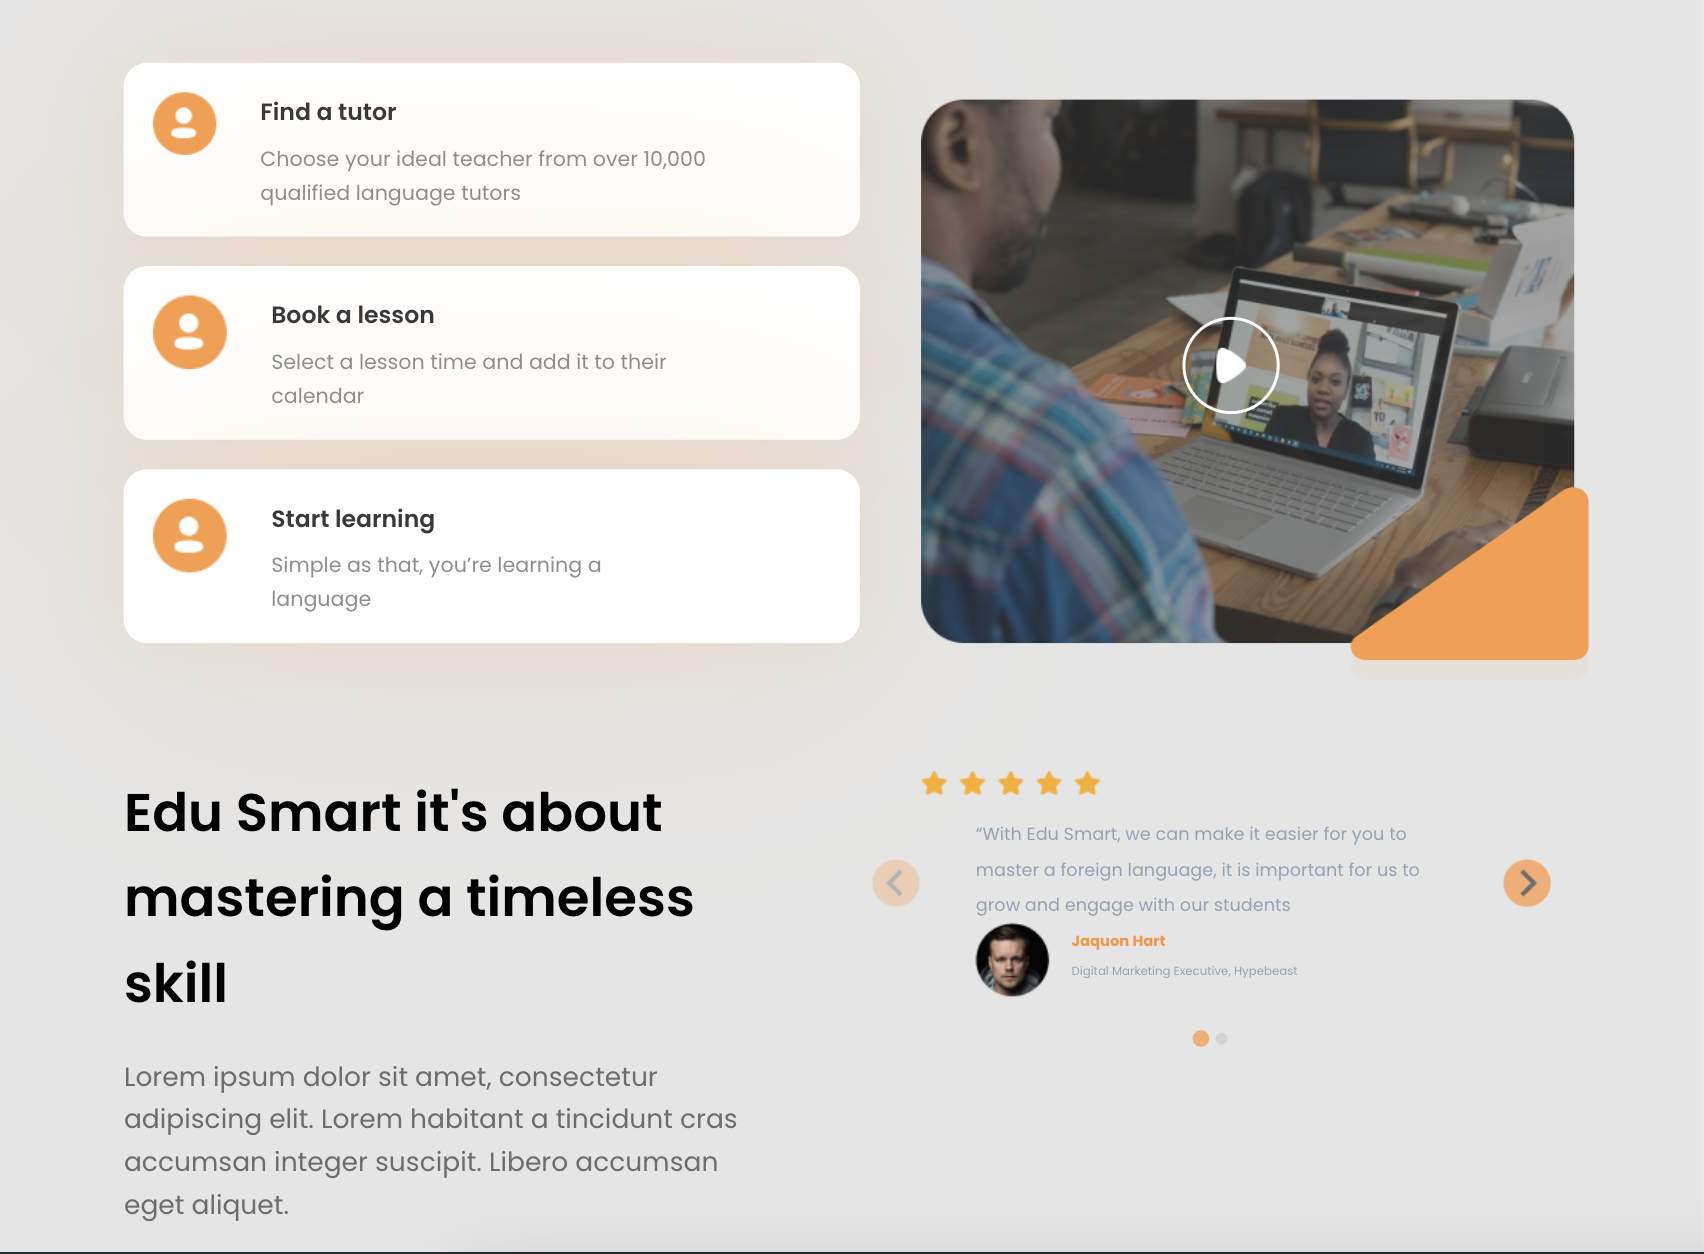 Find a tutor
Choose your ideal teacher from over 10,000
qualified language tutors
Book a lesson
Select a lesson time and add it to their
calendar
Start learning
Simple as that, you’re learning a
language
Edu Smart it's about
mastering a timeless
skill
Lorem ipsum dolor sit amet, consectetur
adipiscing elit. Lorem habitant a tincidunt cras
accumsan integer suscipit. Libero accumsan
eget aliquet.
“With Edu Smart, we can make it easier for you to
master a foreign language, it is important for us to
grow and engage with our students
Jaquon Hart
Digital Marketing Executive, Hypebeast